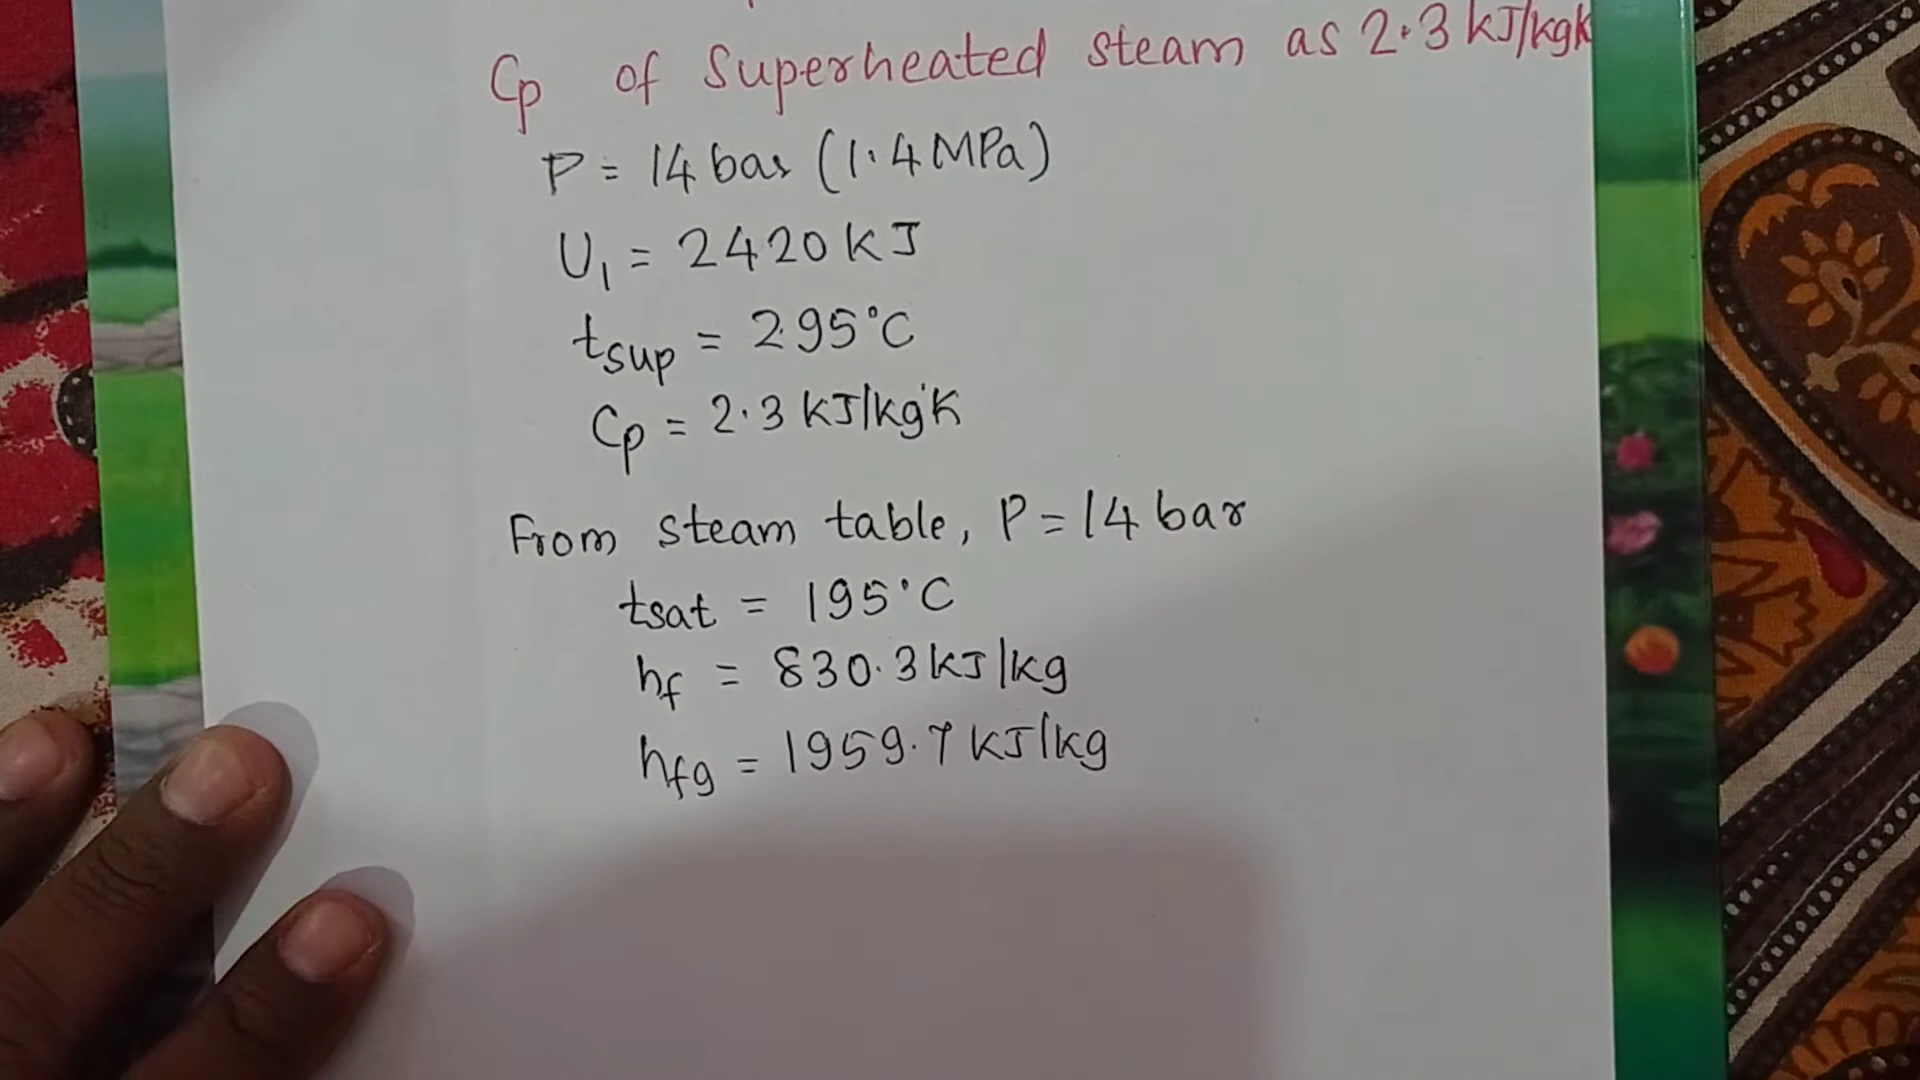 Cp of superheated steam as 2.3 kJ/kgK
P = 14 bar (1.4 MPa)
U₁ = 2420 kJ
tsup = 295°C
Cp = 2.3 kJ/kgK
From steam table, P = 14 bar
tsat = 195°C
hf = 830.3 kJ/kg
hfg = 1959.7 kJ/kg